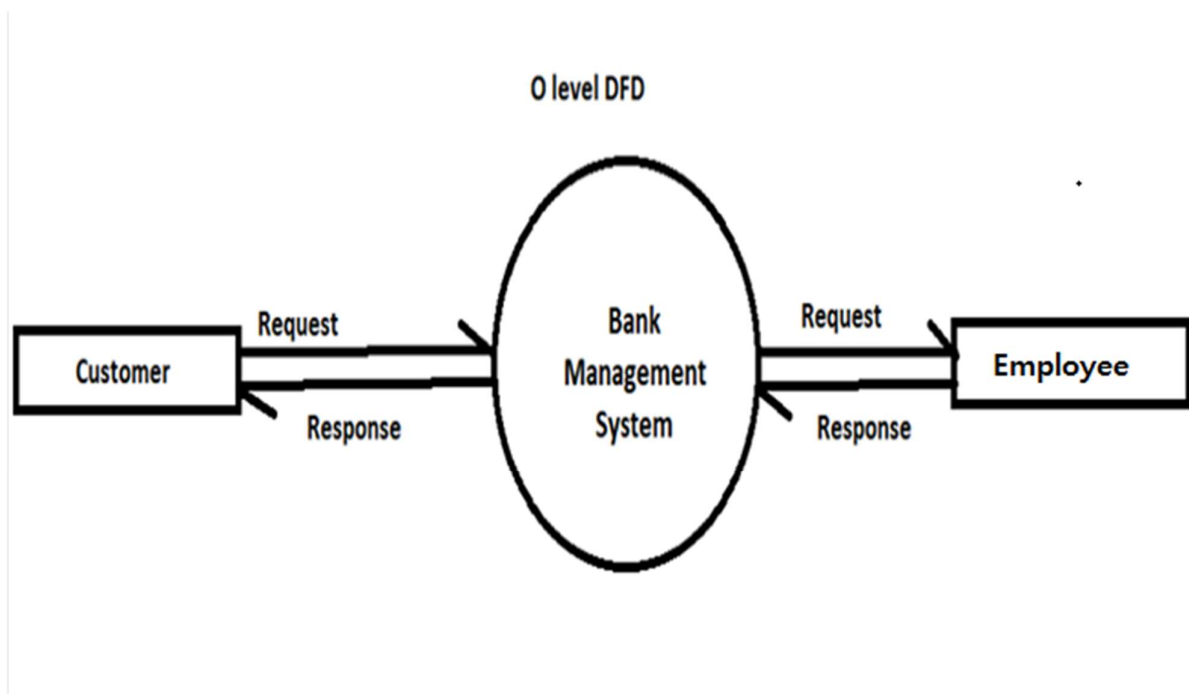 O level DFD
Request
Customer
Response
Bank
Management
System
Request
Employee
Response